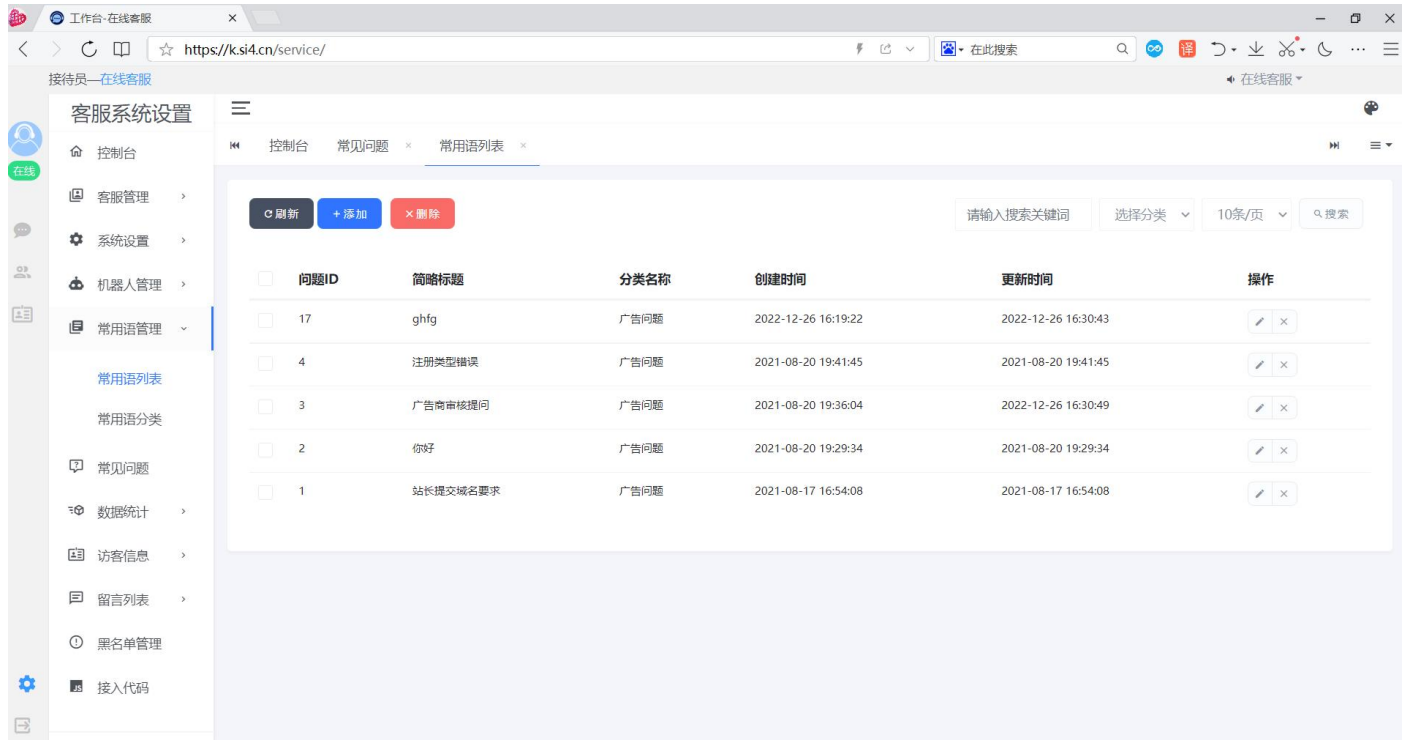 工作台-在线客服
https://k.si4.cn/service/
在此搜索
译
接待员—在线客服
在线客服
客服系统设置
在线
控制台
常见问题
常用语列表
控制台
客服管理
系统设置
机器人管理
常用语管理
常用语列表
常用语分类
常见问题
数据统计
访客信息
留言列表
黑名单管理
JS 接入代码
刷新 +添加 ×删除 请输入搜索关键词 选择分类 10条/页 搜索
问题ID 简略标题 分类名称 创建时间 更新时间 操作
17 ghfg 广告问题 2022-12-26 16:19:22 2022-12-26 16:30:43
4 注册类型错误 广告问题 2021-08-20 19:41:45 2021-08-20 19:41:45
3 广告商审核提问 广告问题 2021-08-20 19:36:04 2022-12-26 16:30:49
2 你好 广告问题 2021-08-20 19:29:34 2021-08-20 19:29:34
1 站长提交域名要求 广告问题 2021-08-17 16:54:08 2021-08-17 16:54:08